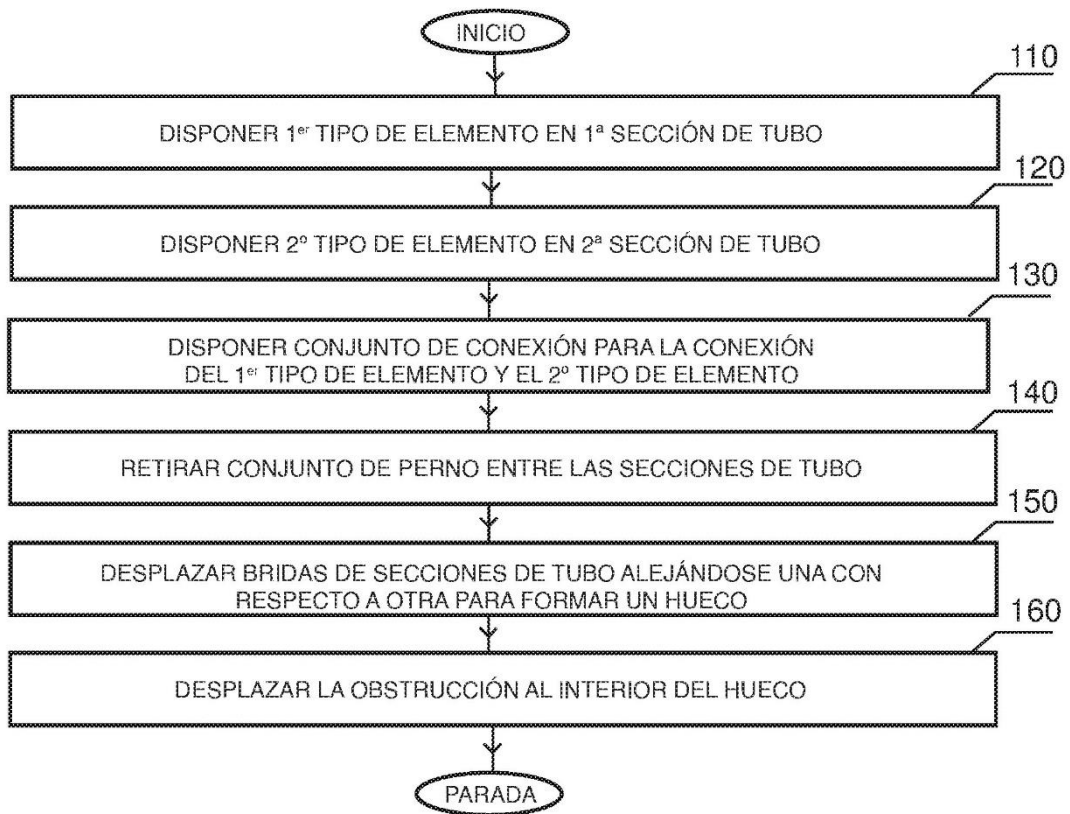 INICIO
110
DISPONER 1er TIPO DE ELEMENTO EN 1ª SECCIÓN DE TUBO
120
DISPONER 2º TIPO DE ELEMENTO EN 2ª SECCIÓN DE TUBO
130
DISPONER CONJUNTO DE CONEXIÓN PARA LA CONEXIÓN
DEL 1er TIPO DE ELEMENTO Y EL 2º TIPO DE ELEMENTO
140
RETIRAR CONJUNTO DE PERNO ENTRE LAS SECCIONES DE TUBO
150
DESPLAZAR BRIDAS DE SECCIONES DE TUBO ALEJÁNDOSE UNA CON
RESPECTO A OTRA PARA FORMAR UN HUECO
160
DESPLAZAR LA OBSTRUCCIÓN AL INTERIOR DEL HUECO
PARADA